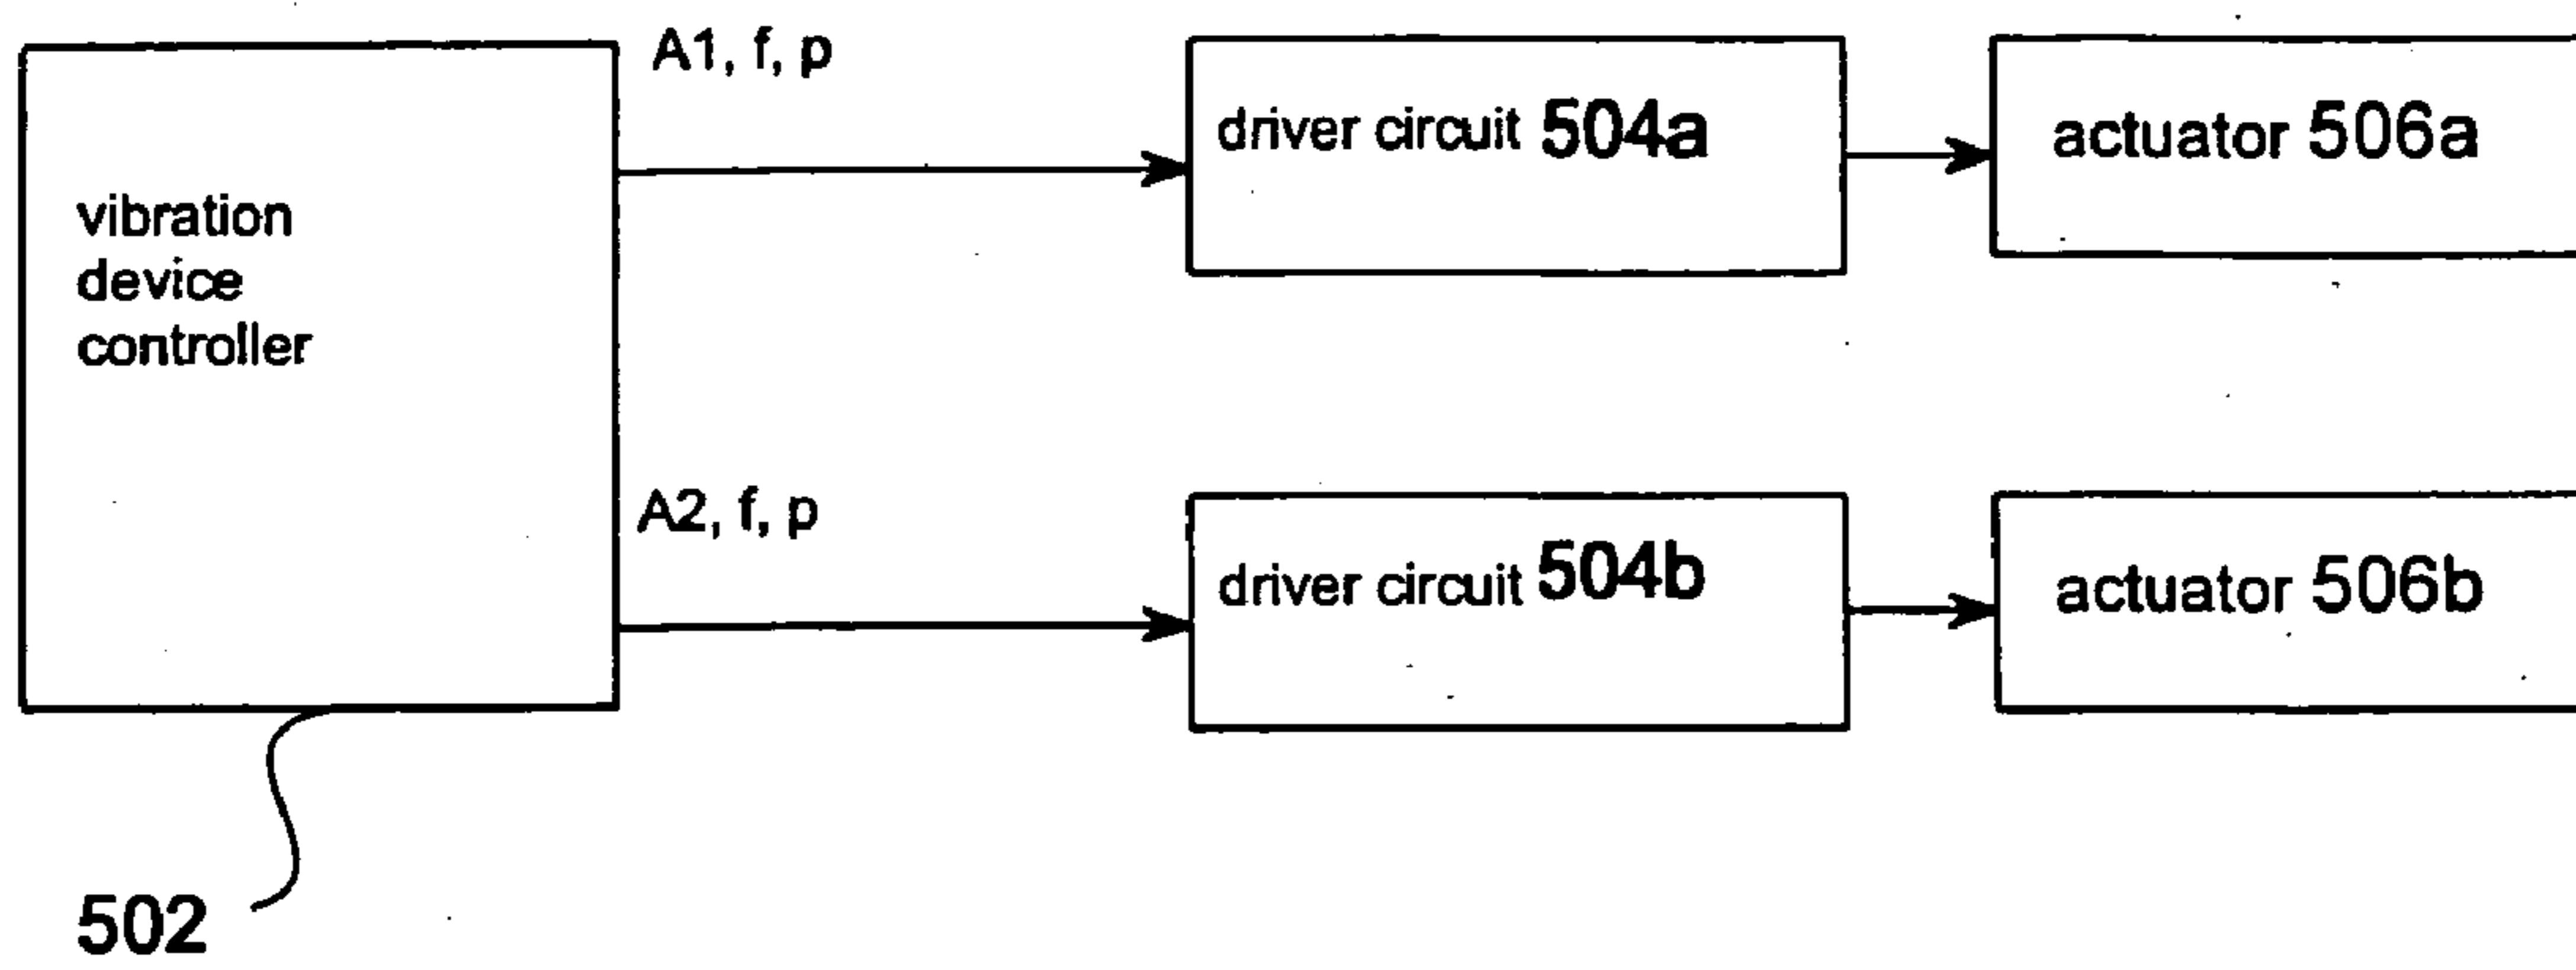 A1, f, p
driver circuit 504a
actuator 506a
vibration
device
controller
A2, f, p
driver circuit 504b
actuator 506b
502